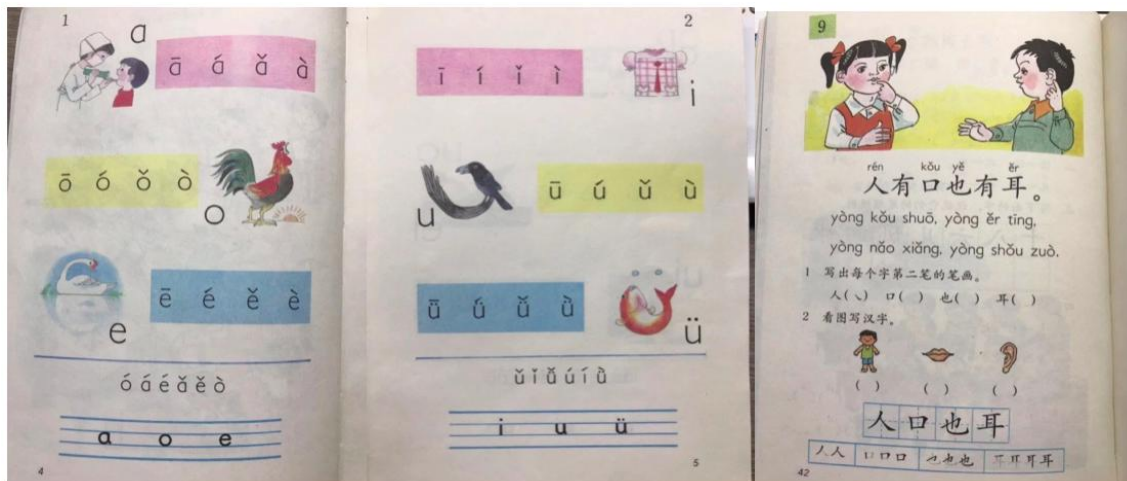 1
a
ā á ǎ à
ō ó ǒ ò
o
ē é ě è
e
ó á é ǎ ě ò
a o e
4
2
ī í ǐ ì
i
u
ū ú ǔ ù
ǖ ǘ ǚ ǜ
ü
ǔ ǐ ǚ ú í ǜ
i u ü
5
9
rén kǒu yě ěr
人有口也有耳。
yòng kǒu shuō, yòng ěr tīng,
yòng nǎo xiǎng, yòng shǒu zuò.
1 写出每个字第二笔的笔画。
人(㇏) 口( ) 也( ) 耳( )
2 看图写汉字。
( ) ( ) ( )
人口也耳
42